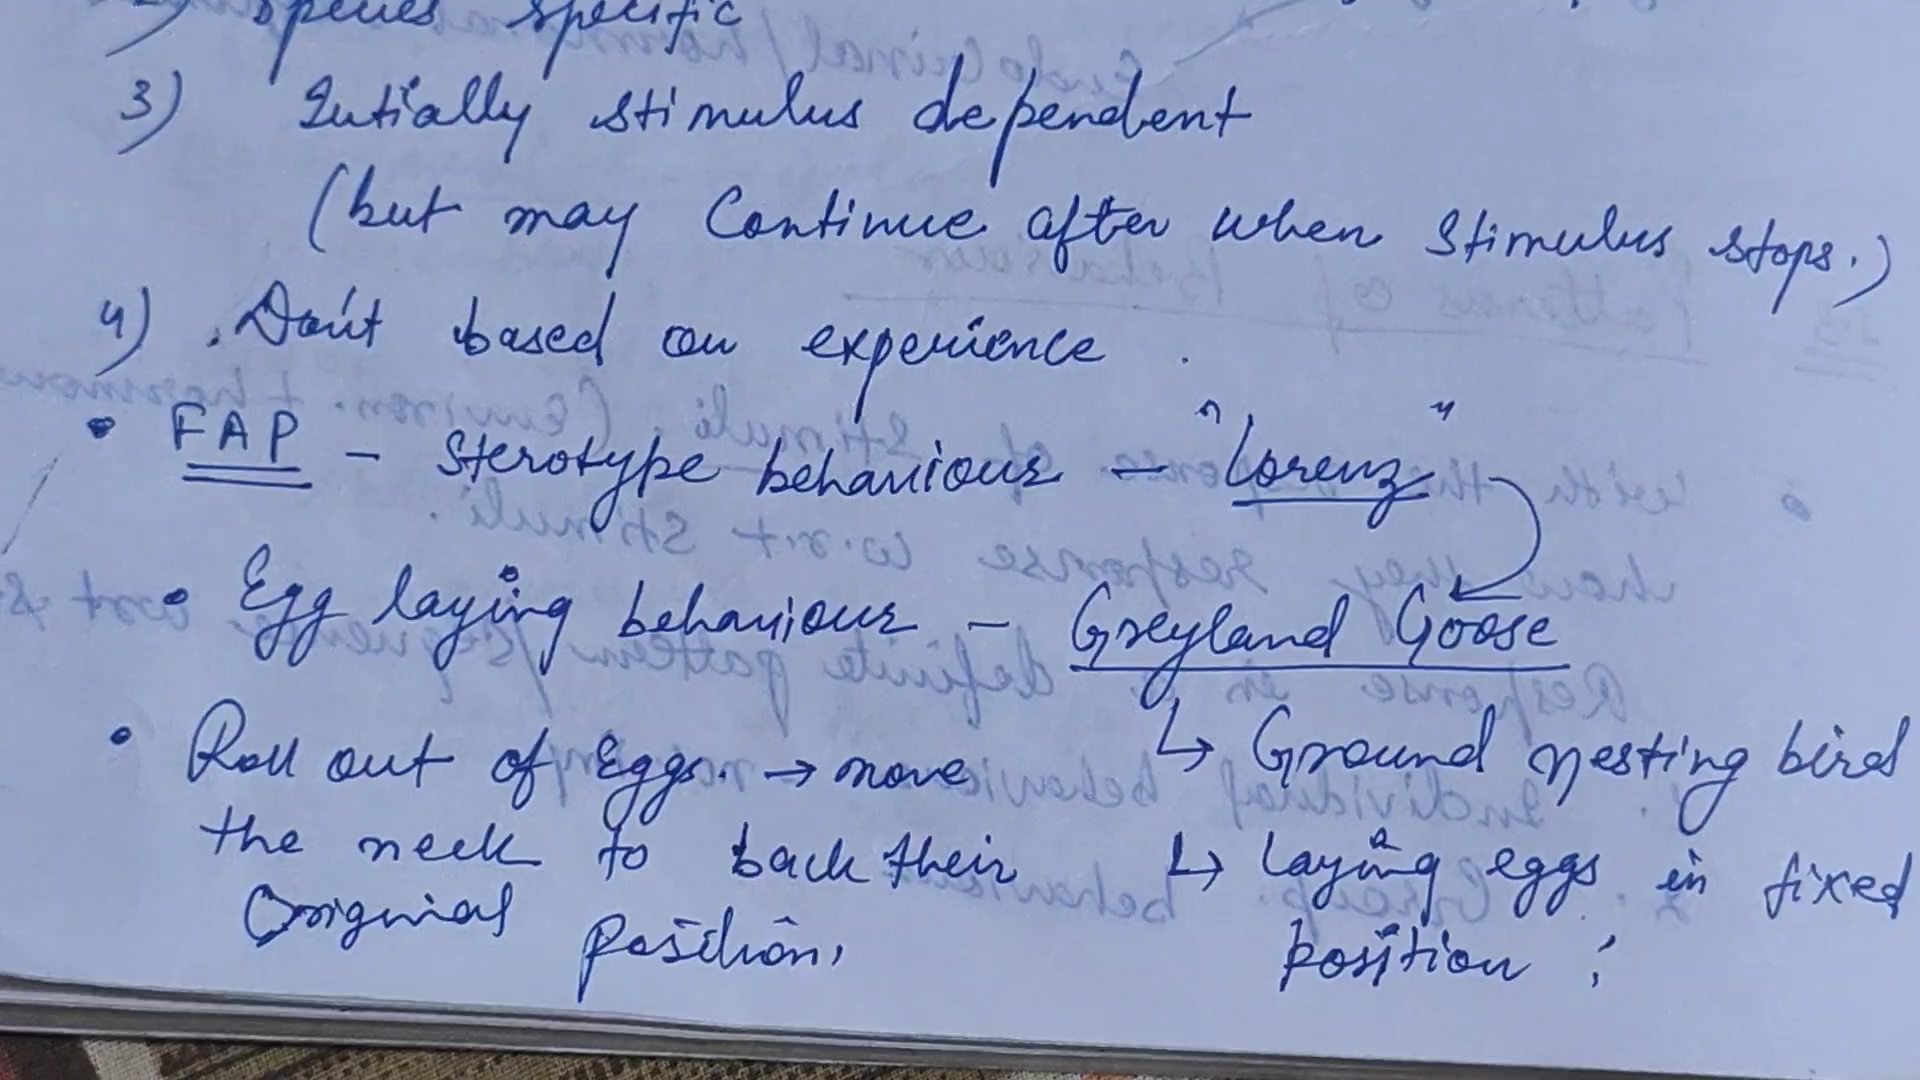 2) Species specific
3) Intially stimulus dependent
(but may Continue after when Stimulus stops.)
4) Don't based on experience.
• FAP - Sterotype behaviour - "Lorenz"
• Egg laying behaviour - Greyland Goose
• Roll out of Eggs. → move
the neck to back their
Original position,
↳ Ground nesting bird
↳ laying eggs in fixed
position :